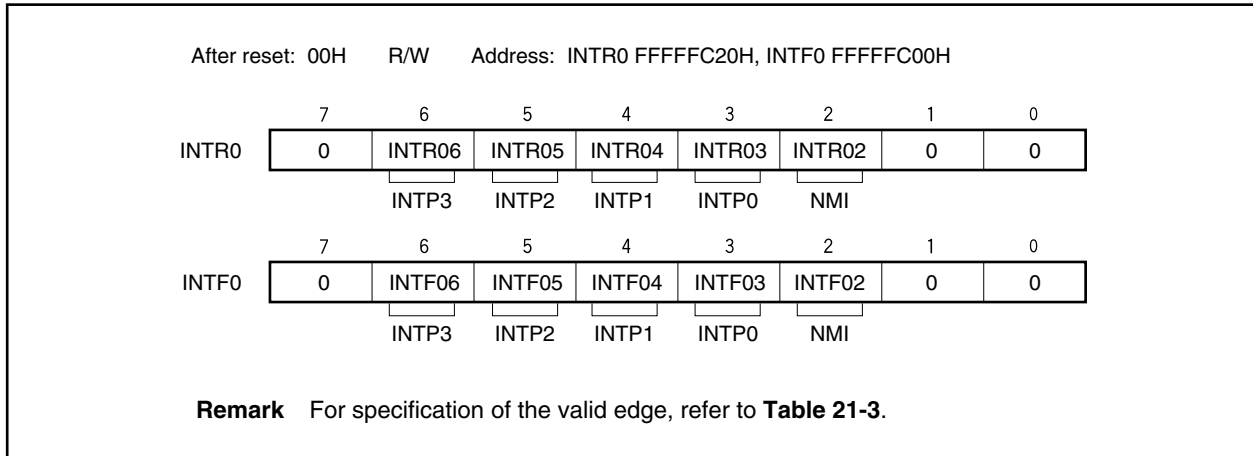 After reset: 00H R/W Address: INTR0 FFFFFC20H, INTF0 FFFFFC00H
7 6 5 4 3 2 1 0
INTR0 0 INTR06 INTR05 INTR04 INTR03 INTR02 0 0
INTP3 INTP2 INTP1 INTP0 NMI
7 6 5 4 3 2 1 0
INTF0 0 INTF06 INTF05 INTF04 INTF03 INTF02 0 0
INTP3 INTP2 INTP1 INTP0 NMI
Remark For specification of the valid edge, refer to Table 21-3.